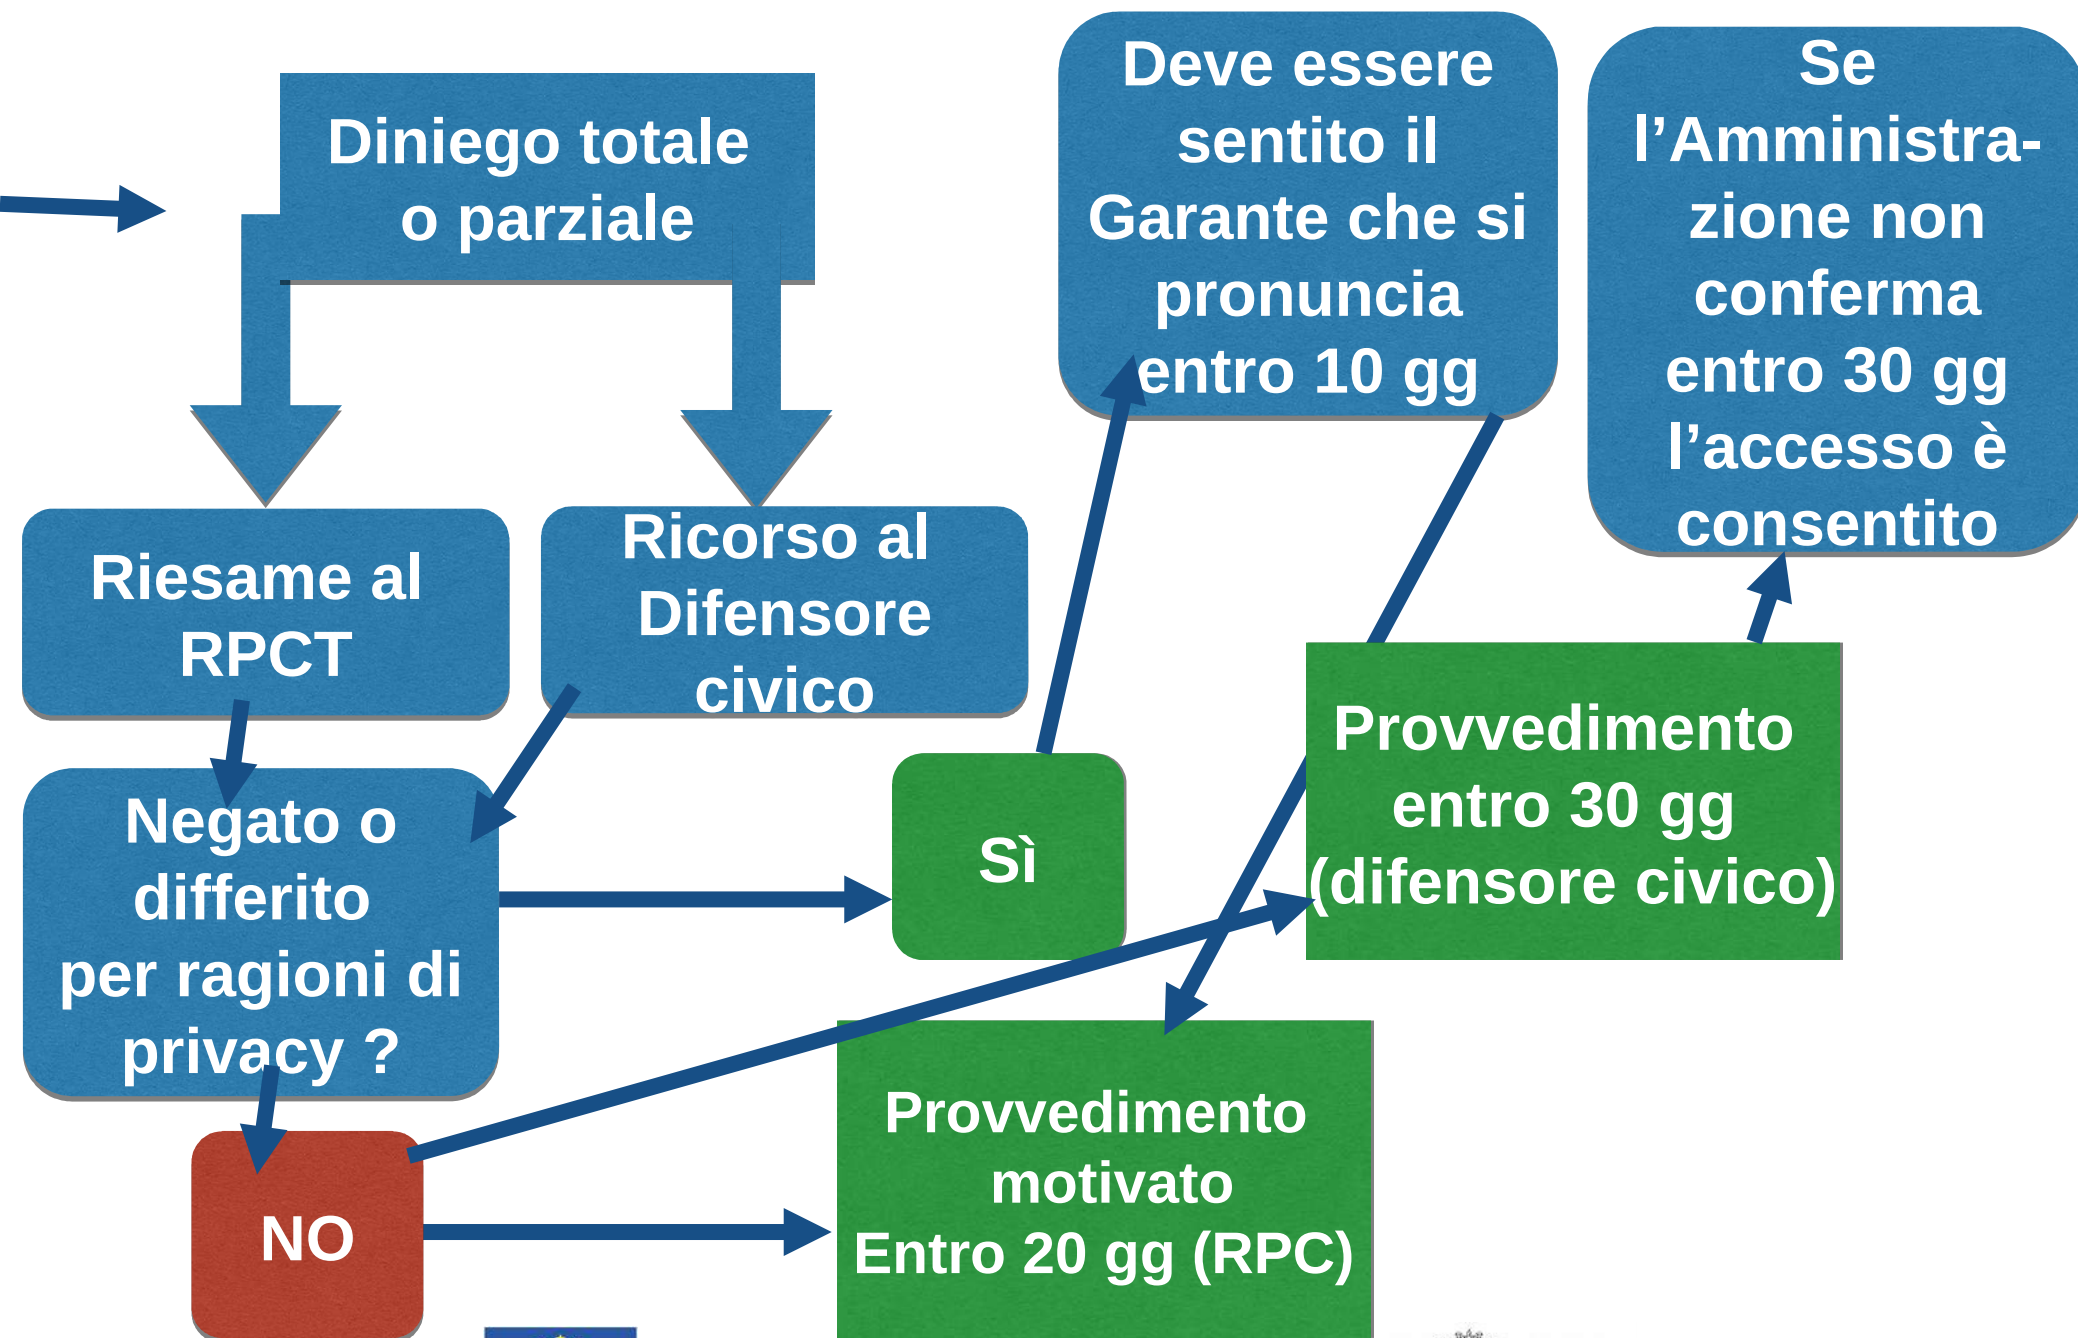 Diniego totale
o parziale
Deve essere
sentito il
Garante che si
pronuncia
entro 10 gg
Se
l’Amministra-
zione non
conferma
entro 30 gg
l’accesso è
consentito
Riesame al
RPCT
Ricorso al
Difensore
civico
Negato o
differito
per ragioni di
privacy ?
Sì
Provvedimento
entro 30 gg
(difensore civico)
NO
Provvedimento
motivato
Entro 20 gg (RPC)